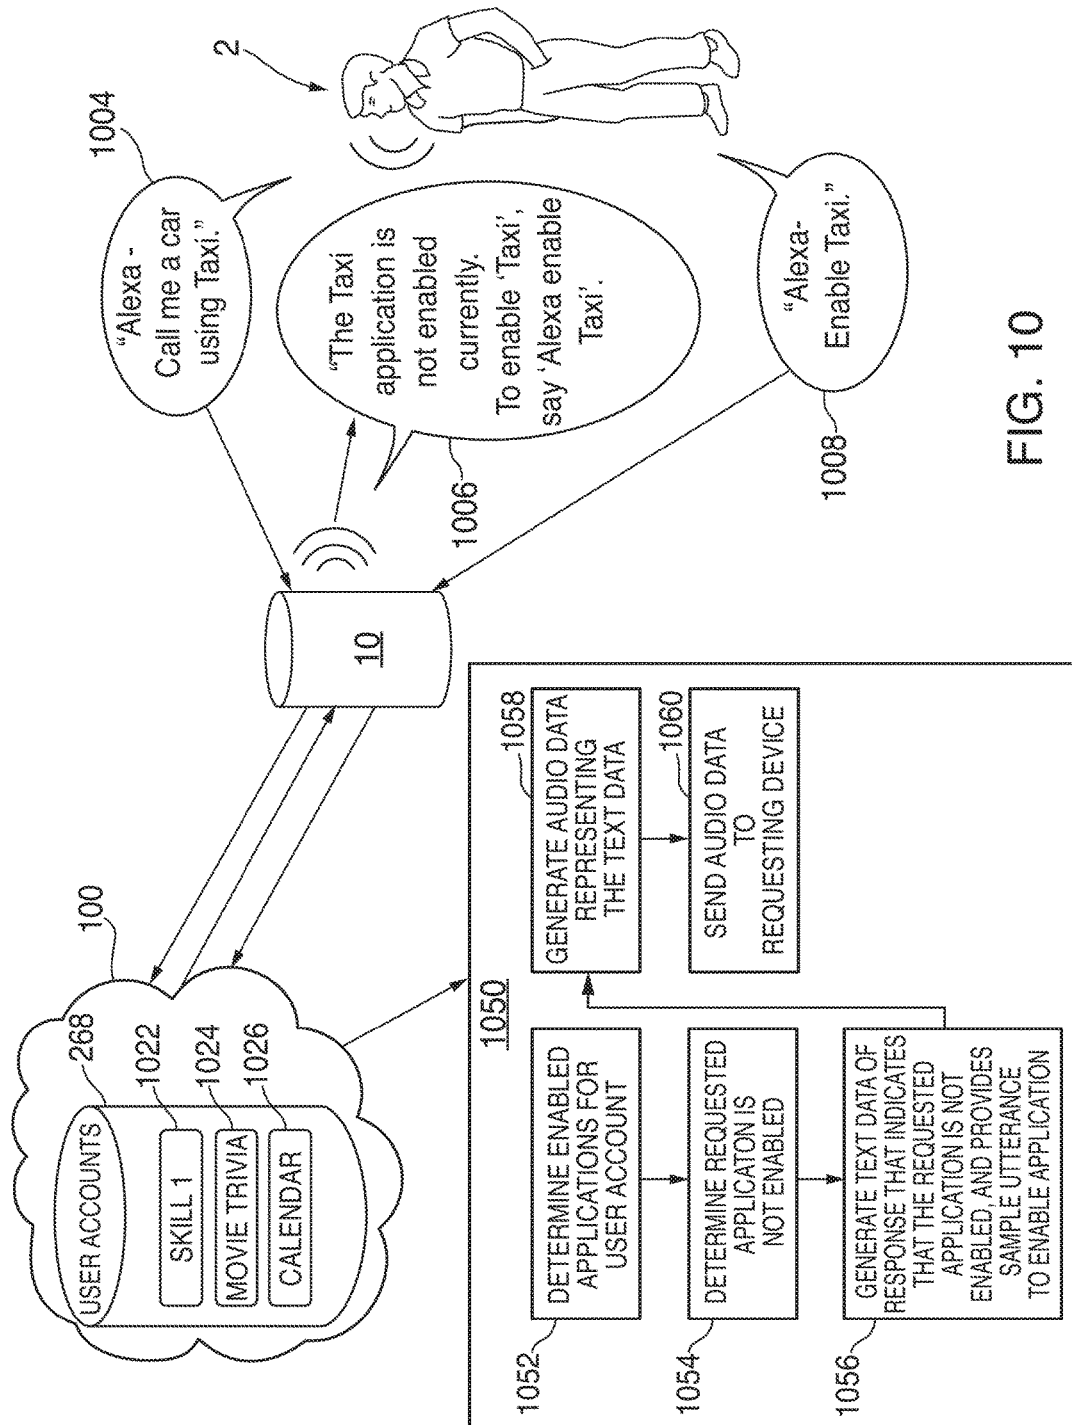 100
USER ACCOUNTS
268
SKILL 1
1022
MOVIE TRIVIA
1024
CALENDAR
1026
10
1004
“Alexa -
Call me a car
using Taxi.”
2
1006
“The Taxi
application is
not enabled
currently.
To enable ‘Taxi’,
say ‘Alexa enable
Taxi’.
1008
“Alexa-
Enable Taxi.”
1050
1052
DETERMINE ENABLED
APPLICATIONS FOR
USER ACCOUNT
1054
DETERMINE REQUESTED
APPLICATON IS
NOT ENABLED
1056
GENERATE TEXT DATA OF
RESPONSE THAT INDICATES
THAT THE REQUESTED
APPLICATION IS NOT
ENABLED, AND PROVIDES
SAMPLE UTTERANCE
TO ENABLE APPLICATION
1058
GENERATE AUDIO DATA
REPRESENTING
THE TEXT DATA
1060
SEND AUDIO DATA
TO
REQUESTING DEVICE
FIG. 10